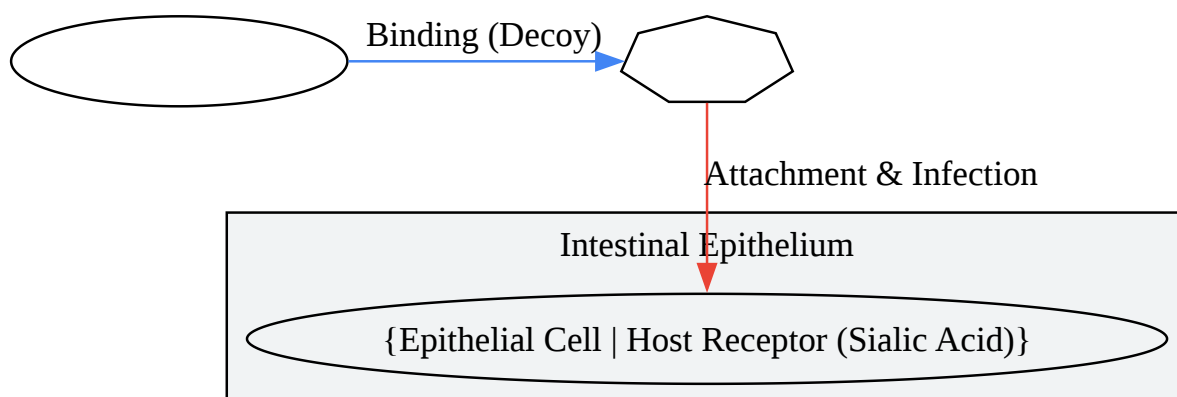 Binding (Decoy)
Attachment & Infection
Intestinal Epithelium
{Epithelial Cell | Host Receptor (Sialic Acid)}